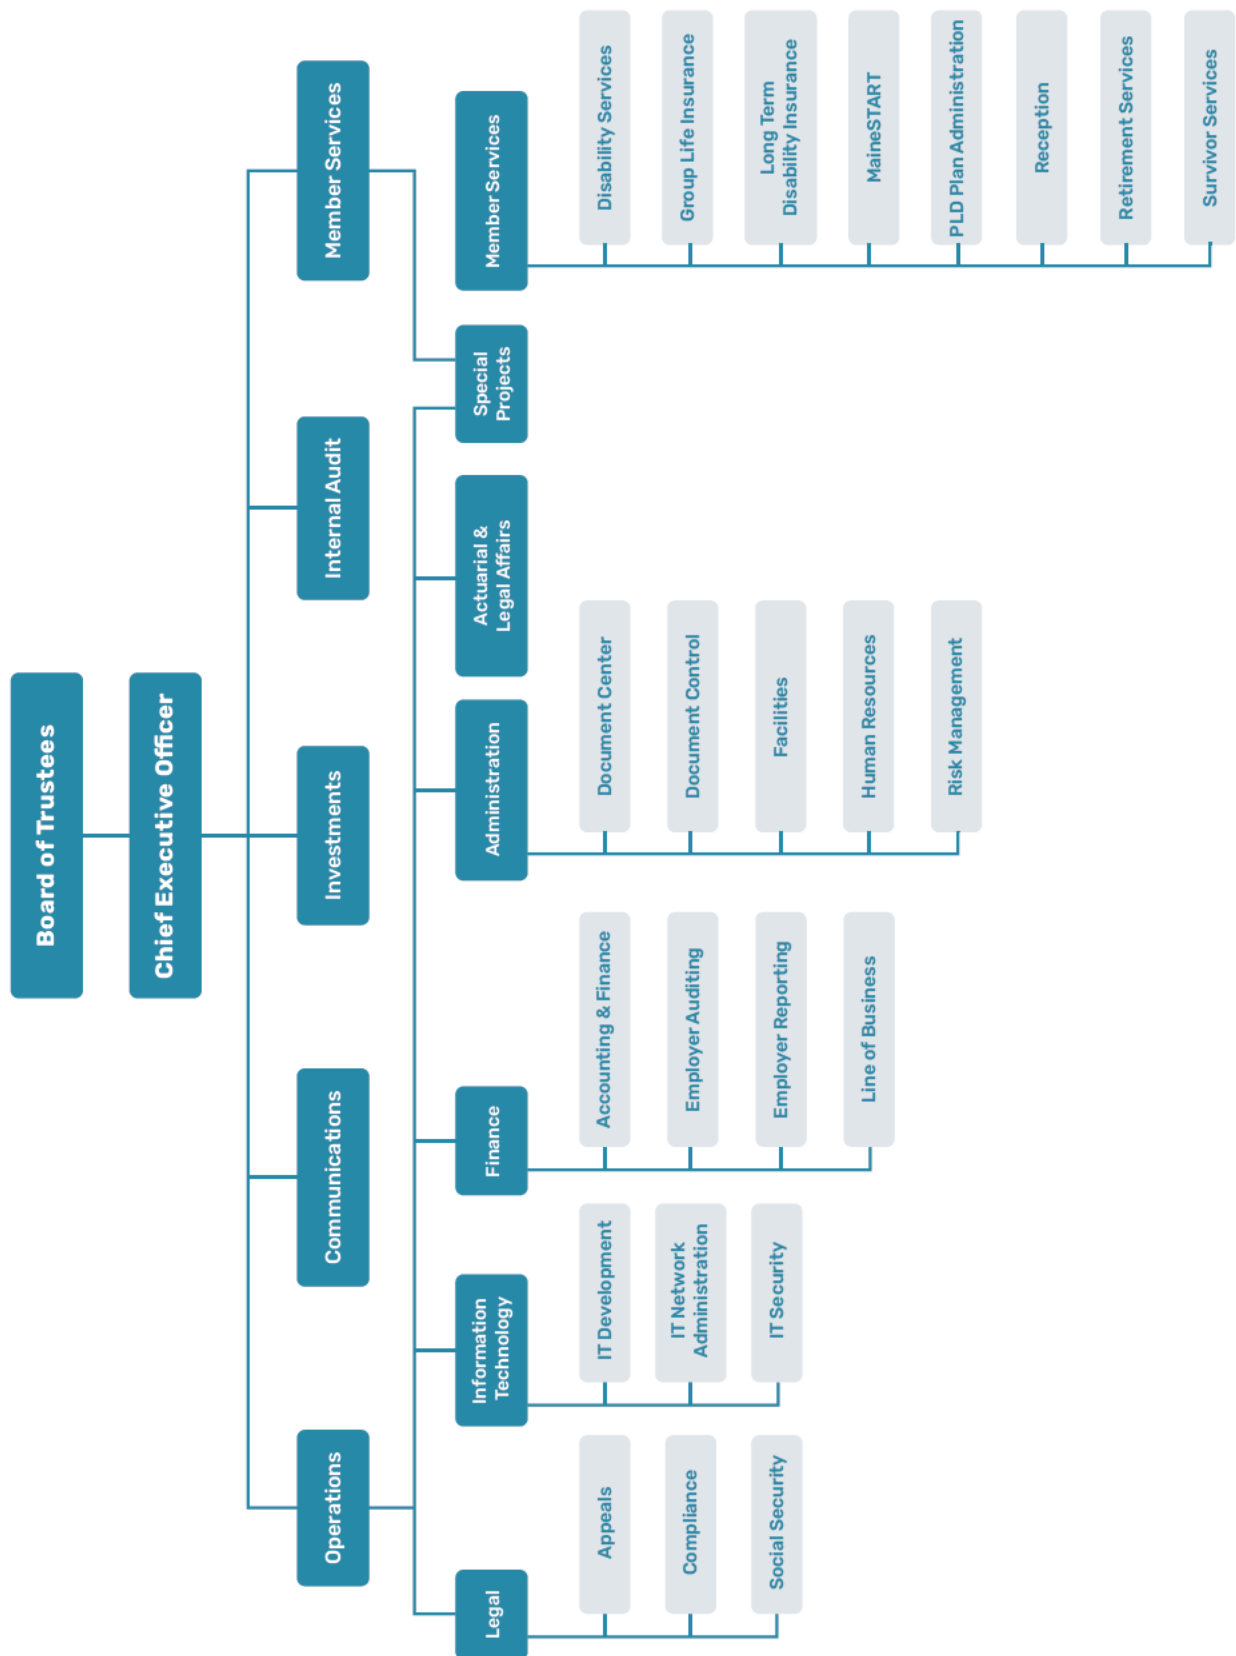 Board of Trustees
Chief Executive Officer
Operations
Communications
Investments
Internal Audit
Member Services
Legal
Information
Technology
Finance
Administration
Actuarial &
Legal Affairs
Special
Projects
Member Services
Appeals
Compliance
Social Security
IT Development
IT Network
Administration
IT Security
Accounting & Finance
Employer Auditing
Employer Reporting
Line of Business
Document Center
Document Control
Facilities
Human Resources
Risk Management
Disability Services
Group Life Insurance
Long Term
Disability Insurance
MaineSTART
PLD Plan Administration
Reception
Retirement Services
Survivor Services